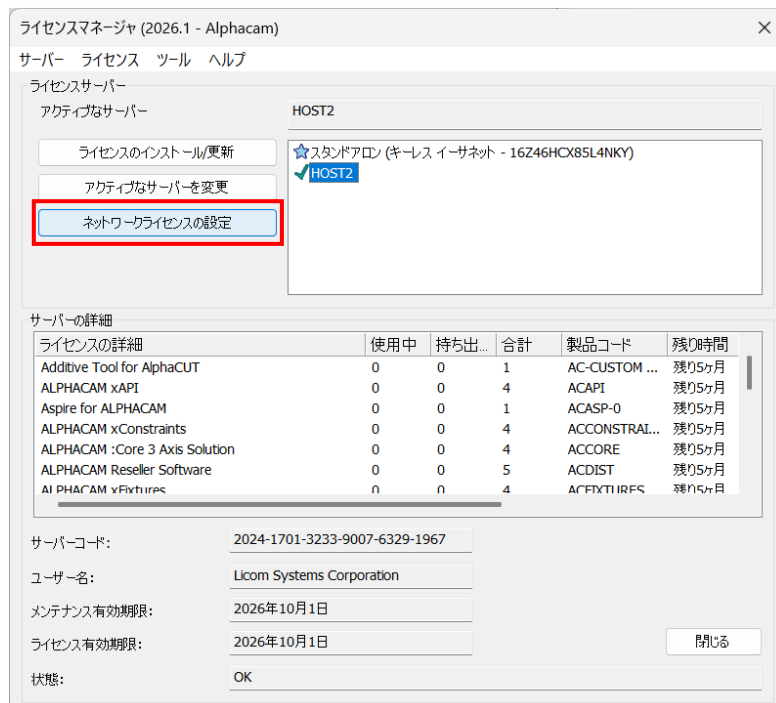 ライセンスマネージャ (2026.1 - Alphacam)
サーバー ライセンス ツール ヘルプ
ライセンスサーバー
アクティブなサーバー HOST2
ライセンスのインストール/更新
アクティブなサーバーを変更
ネットワークライセンスの設定
スタンドアロン (キーレス イーサネット - 16Z46HCX85L4NKY)
HOST2
サーバーの詳細
ライセンスの詳細 使用中 持ち出... 合計 製品コード 残り時間
Additive Tool for AlphaCUT 0 0 1 AC-CUSTOM ... 残り5ヶ月
ALPHACAM xAPI 0 0 4 ACAPI 残り5ヶ月
Aspire for ALPHACAM 0 0 1 ACASP-0 残り5ヶ月
ALPHACAM xConstraints 0 0 4 ACCONSTRAI... 残り5ヶ月
ALPHACAM :Core 3 Axis Solution 0 0 4 ACCORE 残り5ヶ月
ALPHACAM Reseller Software 0 0 5 ACDIST 残り5ヶ月
ALPHACAM xFixtures 0 0 4 ACFIXTURES 残り5ヶ月
サーバーコード: 2024-1701-3233-9007-6329-1967
ユーザー名: Licom Systems Corporation
メンテナンス有効期限: 2026年10月1日
ライセンス有効期限: 2026年10月1日
閉じる
状態: OK